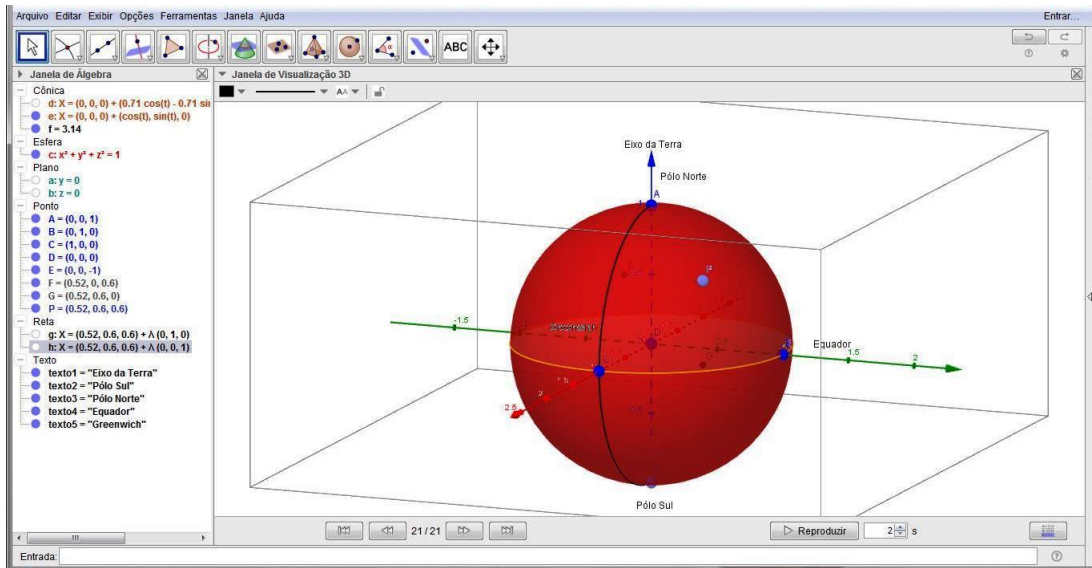 Arquivo Editar Exibir Opções Ferramentas Janela Ajuda
Entrar...
ABC
Janela de Álgebra
Janela de Visualização 3D
Cônica
d: X = (0, 0, 0) + (0.71 cos(t) - 0.71 sin
e: X = (0, 0, 0) + (cos(t), sin(t), 0)
f = 3.14
Esfera
c: x² + y² + z² = 1
Plano
a: y = 0
b: z = 0
Ponto
A = (0, 0, 1)
B = (0, 1, 0)
C = (1, 0, 0)
D = (0, 0, 0)
E = (0, 0, -1)
F = (0.52, 0, 0.6)
G = (0.52, 0.6, 0)
P = (0.52, 0.6, 0.6)
Reta
g: X = (0.52, 0.6, 0.6) + λ (0, 1, 0)
h: X = (0.52, 0.6, 0.6) + λ (0, 0, 1)
Texto
texto1 = "Eixo da Terra"
texto2 = "Pólo Sul"
texto3 = "Pólo Norte"
texto4 = "Equador"
texto5 = "Greenwich"
AA
Eixo da Terra
Pólo Norte
A
1
P
-1.5
Equador
1.5
2
1.5
2
2.5
Pólo Sul
21 / 21
Reproduzir
2
s
Entrada: